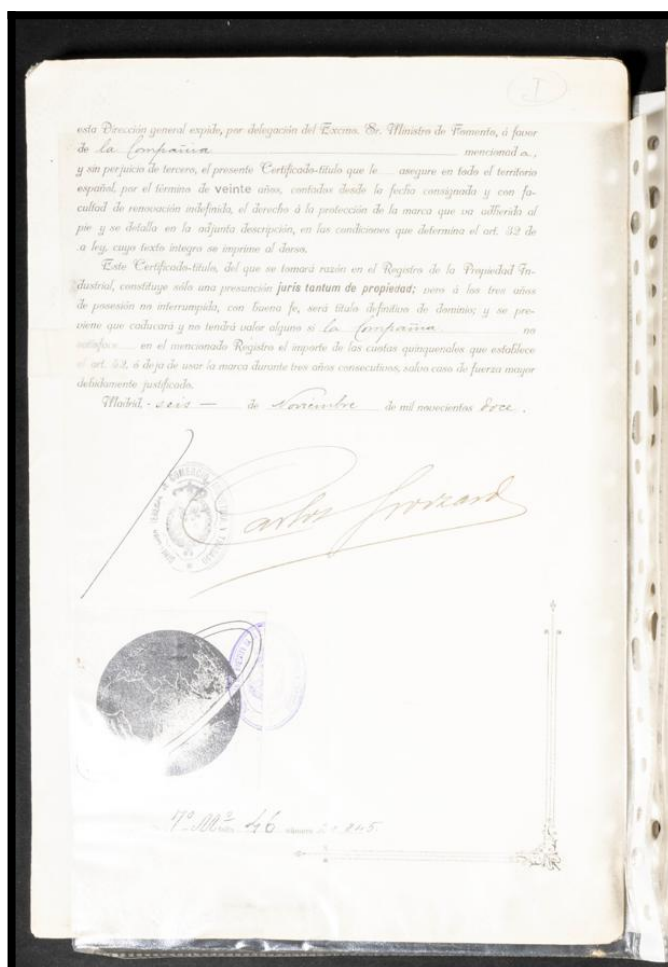 I
esta Dirección general expide, por delegación del Excmo. Sr. Ministro de Fomento, á favor
de la Compañia mencionada,
y sin perjuicio de tercero, el presente Certificado-título que le asegure en todo el territorio
español, por el término de veinte años, contados desde la fecha consignada y con fa-
cultad de renovación indefinida, el derecho á la protección de la marca que va adherida al
pie y se detalla en la adjunta descripción, en las condiciones que determina el art. 32 de
a ley, cuyo texto íntegro se imprime al dorso.
Este Certificado-título, del que se tomará razón en el Registro de la Propiedad In-
dustrial, constituye sólo una presunción juris tantum de propiedad; pero á los tres años
de posesión no interrumpida, con buena fe, será título definitivo de dominio; y se pre-
viene que caducará y no tendrá valor alguno si la Compañia no
satisface en el mencionado Registro el importe de las cuotas quinquenales que establece
el art. 42, ó deja de usar la marca durante tres años consecutivos, salvo caso de fuerza mayor
debidamente justificado.
Madrid, - seis - de Noviembre de mil novecientos doce.
Carlos
46